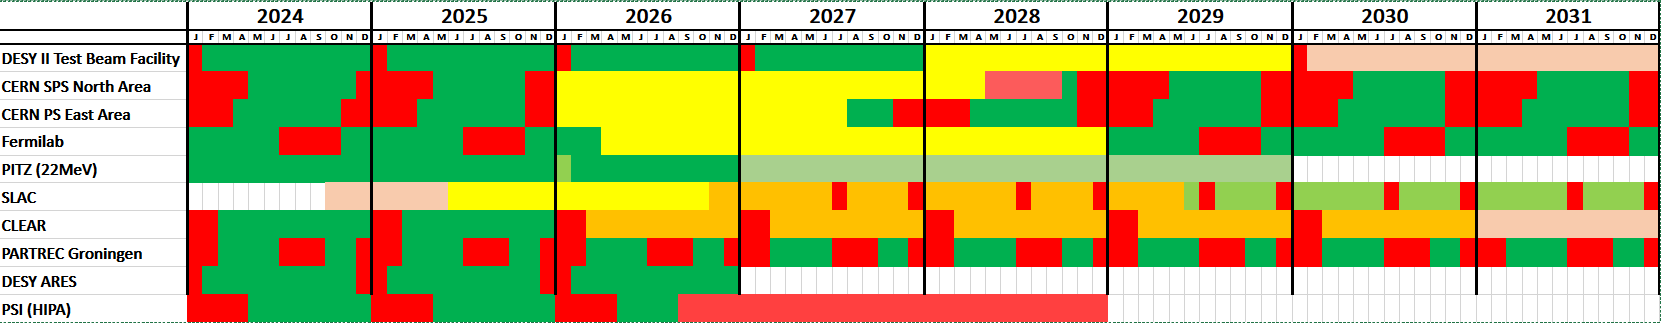 2024 2025 2026 2027 2028 2029 2030 2031
J F M A M J J A S O N D J F M A M J J A S O N D J F M A M J J A S O N D J F M A M J J A S O N D J F M A M J J A S O N D J F M A M J J A S O N D J F M A M J J A S O N D J F M A M J J A S O N D
DESY II Test Beam Facility
CERN SPS North Area
CERN PS East Area
Fermilab
PITZ (22MeV)
SLAC
CLEAR
PARTREC Groningen
DESY ARES
PSI (HIPA)